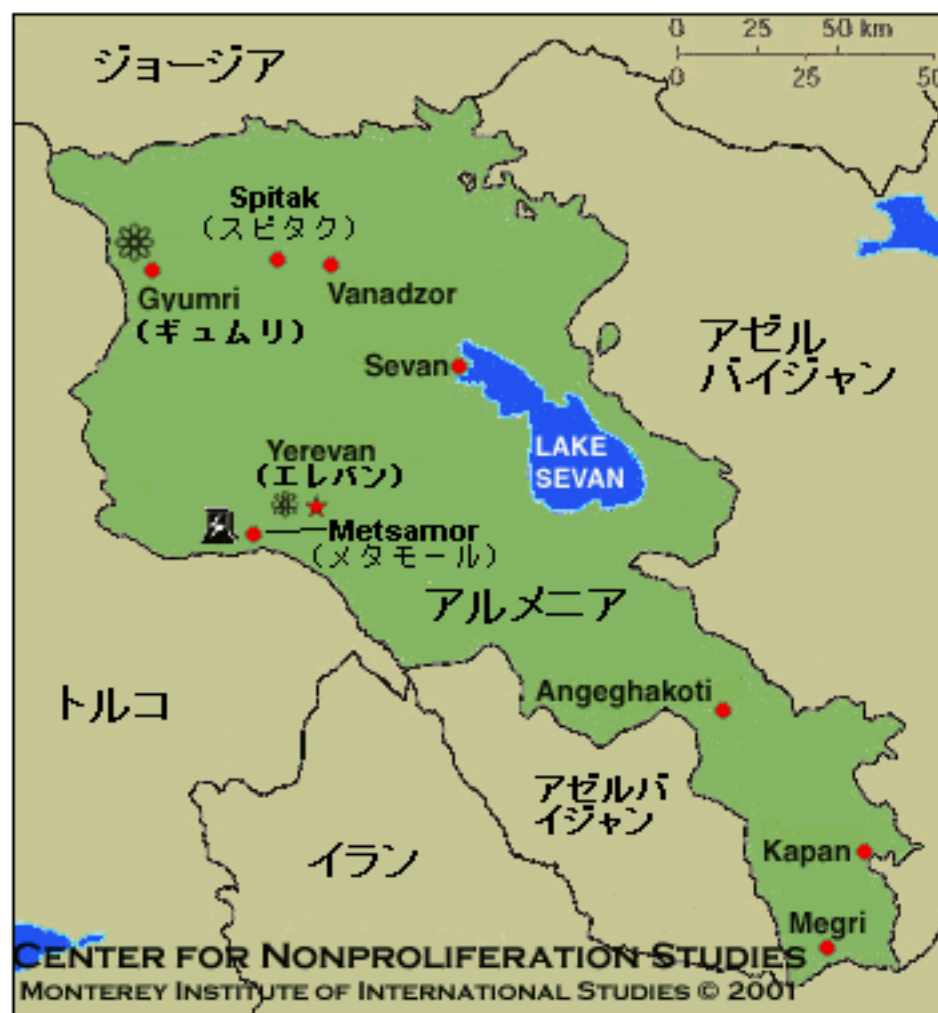 ジョージア
0 25 50 km
0 25 50
Spitak
(スピタク)
Gyumri
(ギュムリ)
Vanadzor
アゼル
バイジャン
Sevan
LAKE
SEVAN
Yerevan
(エレバン)
Metsamor
(メタモール)
アルメニア
トルコ
Angeghakoti
アゼルバ
イジャン
イラン
Kapan
Megri
CENTER FOR NONPROLIFERATION STUDIES
MONTEREY INSTITUTE OF INTERNATIONAL STUDIES © 2001